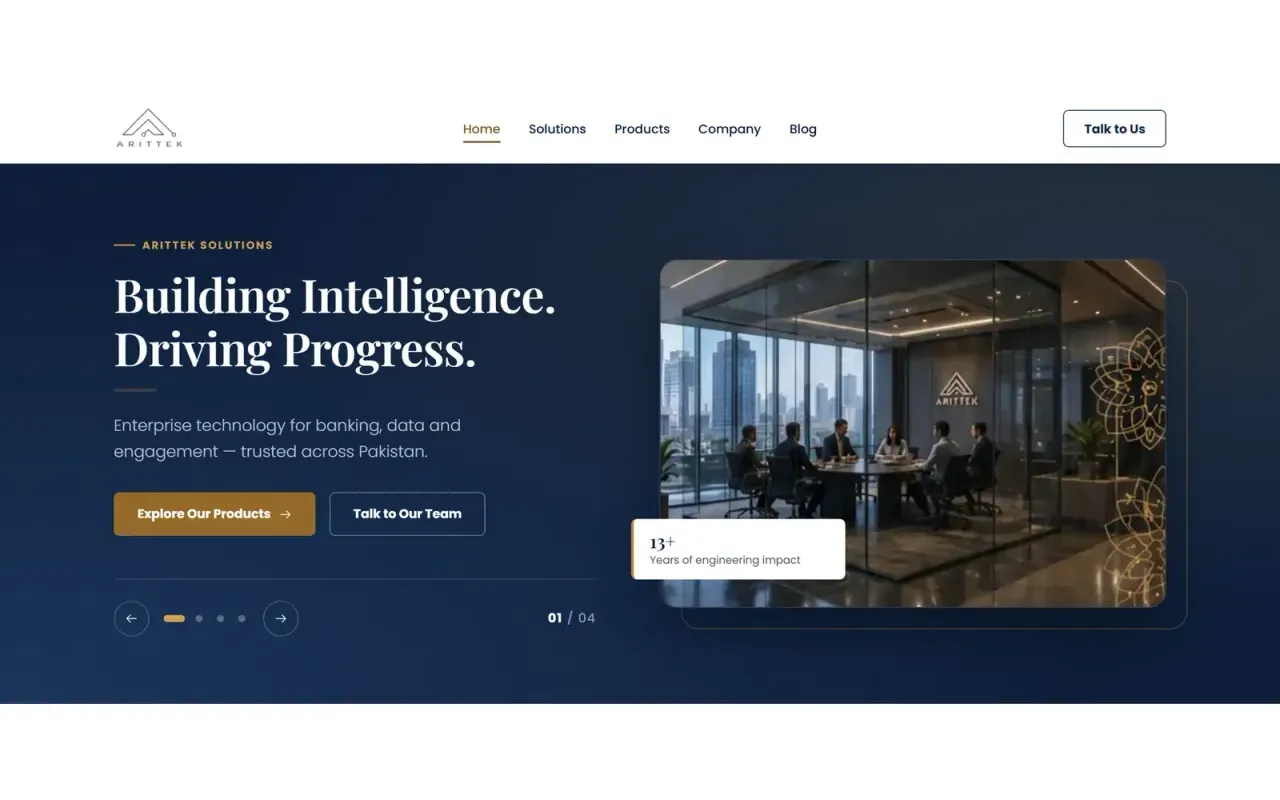 ARITTEK
Home
Solutions
Products
Company
Blog
Talk to Us
ARITTEK SOLUTIONS
Building Intelligence.
Driving Progress.
Enterprise technology for banking, data and
engagement — trusted across Pakistan.
Explore Our Products →
Talk to Our Team
ARITTEK
13+
Years of engineering impact
← →
01 / 04